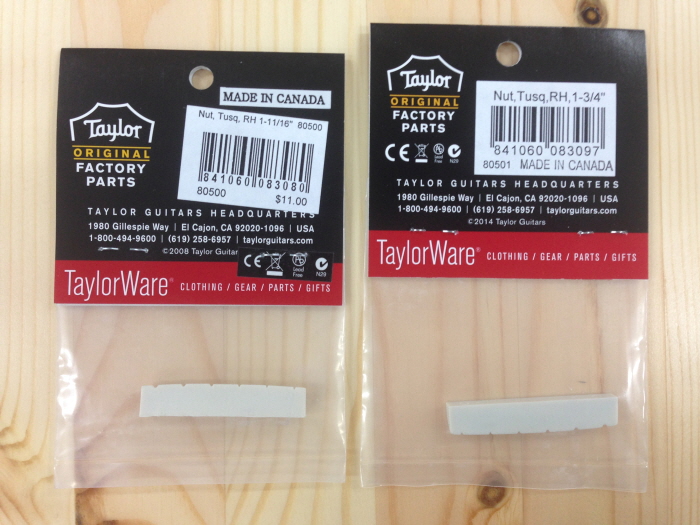 MADE IN CANADA
Taylor
ORIGINAL
FACTORY
PARTS
Nut, Tusq, RH 1-11/16" 80500
841060 083080
80500
$11.00
TAYLOR GUITARS HEADQUARTERS
1980 Gillespie Way | El Cajon, CA 92020-1096 | USA
1-800-494-9600 | (619) 258-6957 | taylorguitars.com
©2008 Taylor Guitars
CE
Lead
Free
N29
TaylorWare® CLOTHING / GEAR / PARTS / GIFTS
Taylor
ORIGINAL
FACTORY
PARTS
CE
Lead
Free
N29
Nut,Tusq,RH,1-3/4"
841060 083097
80501 MADE IN CANADA
TAYLOR GUITARS HEADQUARTERS
1980 Gillespie Way | El Cajon, CA 92020-1096 | USA
1-800-494-9600 | (619) 258-6957 | taylorguitars.com
©2014 Taylor Guitars
TaylorWare® CLOTHING / GEAR / PARTS / GIFTS